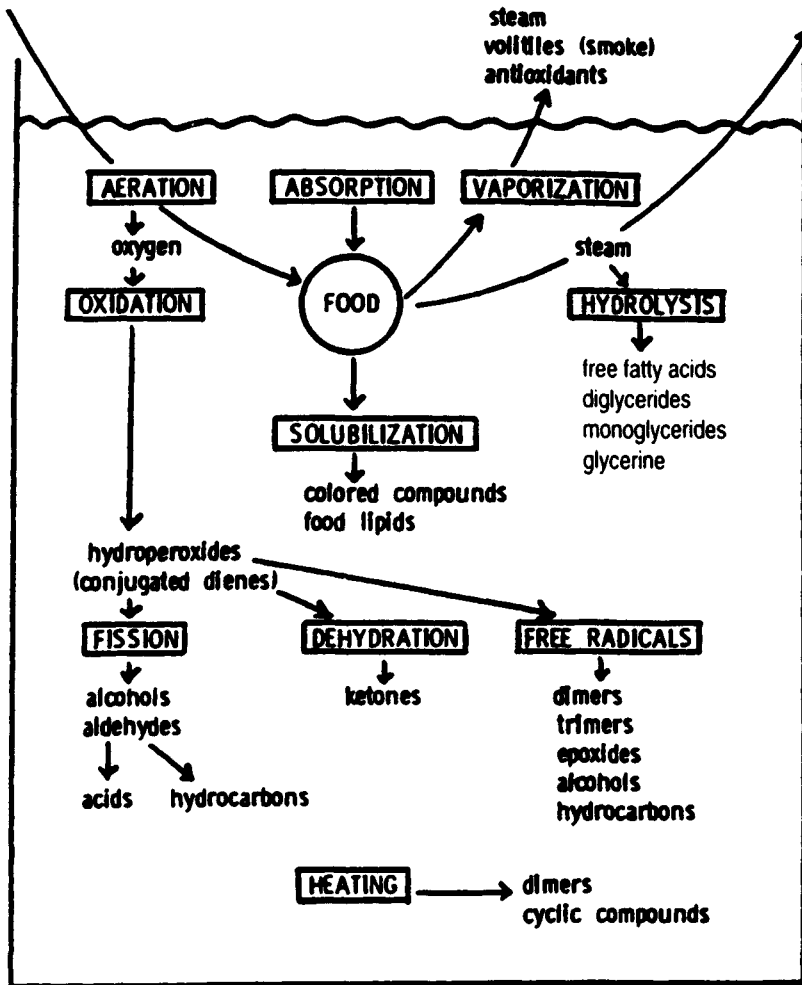 steam
volitiles (smoke)
antioxidants
AERATION
ABSORPTION
VAPORIZATION
oxygen
steam
OXIDATION
FOOD
HYDROLYSIS
free fatty acids
diglycerides
monoglycerides
glycerine
SOLUBILIZATION
colored compounds
food lipids
hydroperoxides
(conjugated dienes)
FISSION
DEHYDRATION
FREE RADICALS
alcohols
aldehydes
acids
hydrocarbons
ketones
dimers
trimers
epoxides
alcohols
hydrocarbons
HEATING
dimers
cyclic compounds